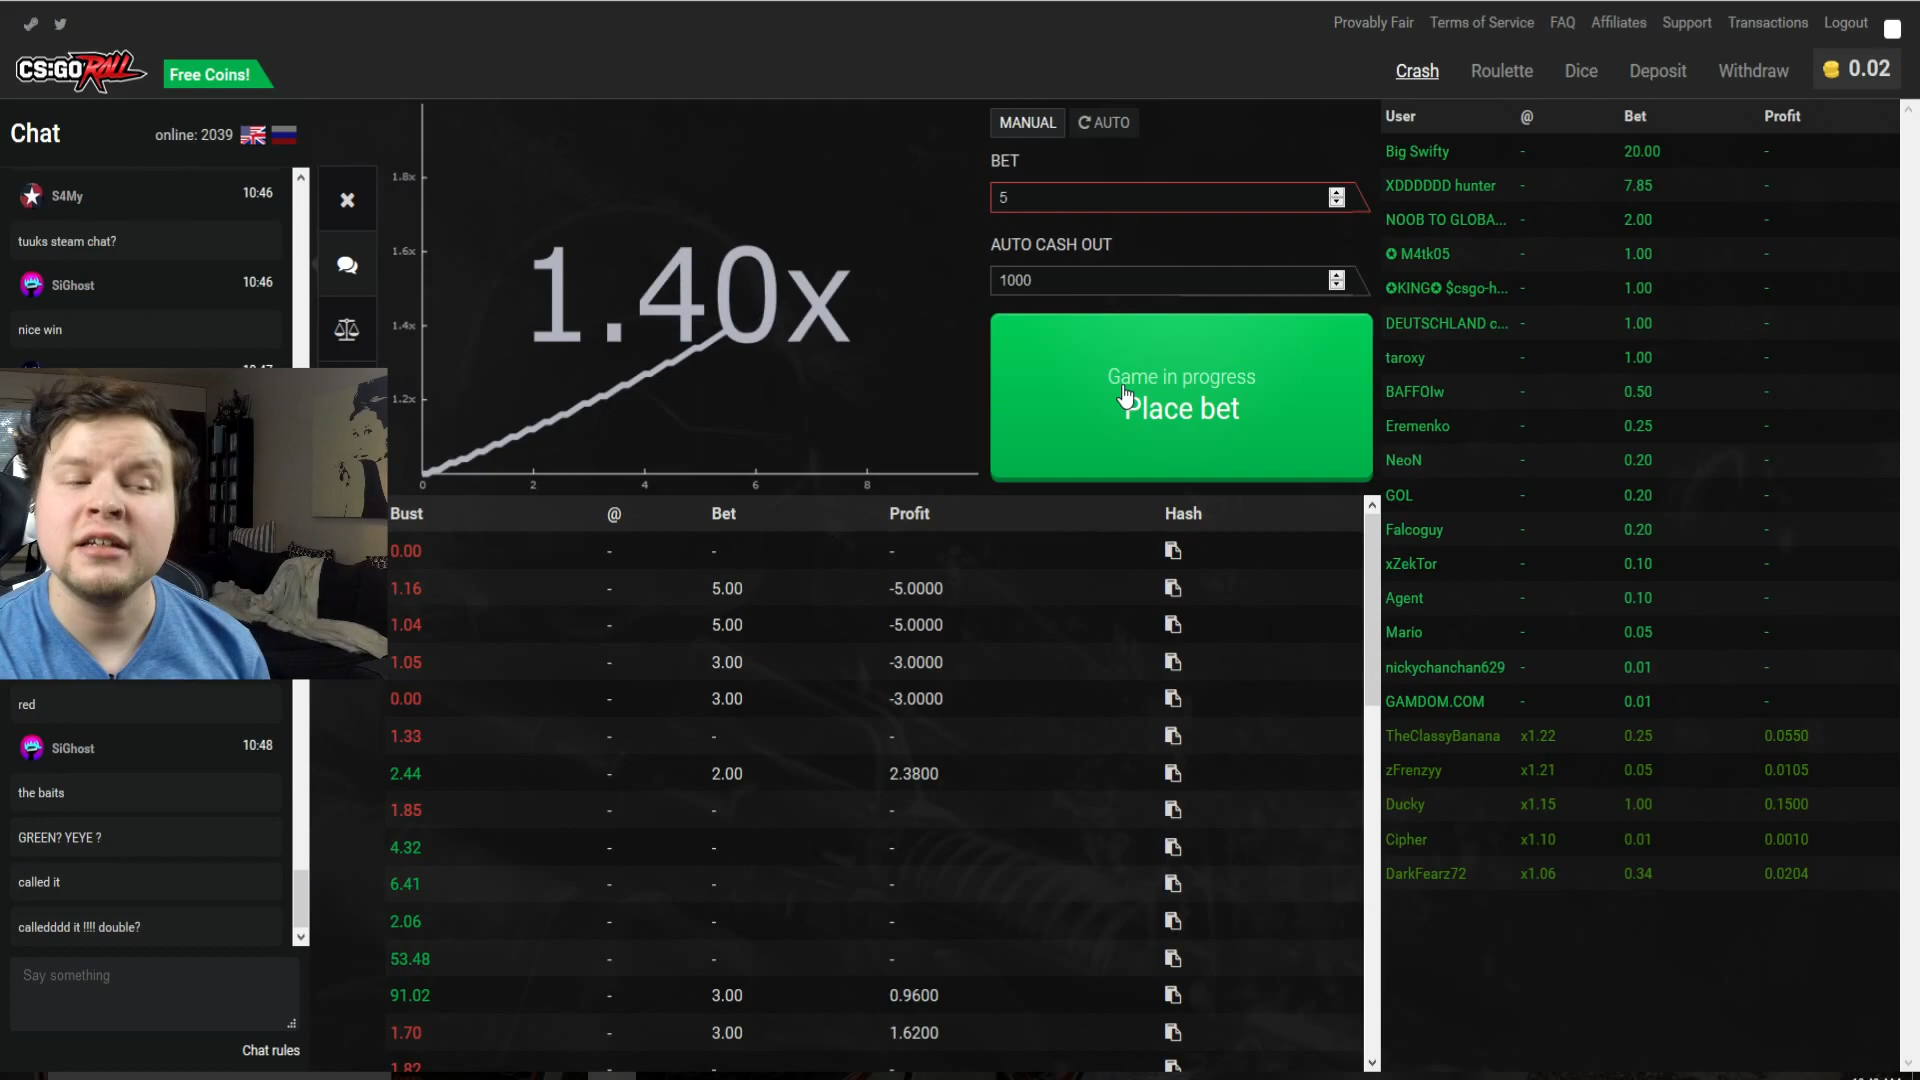 Provably Fair Terms of Service FAQ Affiliates Support Transactions Logout
CS:GO ROLL
Free Coins!
Crash Roulette Dice Deposit Withdraw 0.02
Chat
online: 2039
S4My 10:46
tuuks steam chat?
SiGhost 10:46
nice win
red
SiGhost 10:48
the baits
GREEN? YEYE ?
called it
calledddd it !!!! double?
Say something
Chat rules
1.8x
1.6x
1.4x
1.2x
1.40x
0 2 4 6 8
MANUAL AUTO
BET
5
AUTO CASH OUT
1000
Game in progress
Place bet
Bust @ Bet Profit Hash
0.00 - - -
1.16 - 5.00 -5.0000
1.04 - 5.00 -5.0000
1.05 - 3.00 -3.0000
0.00 - 3.00 -3.0000
1.33 - - -
2.44 - 2.00 2.3800
1.85 - - -
4.32 - - -
6.41 - - -
2.06 - - -
53.48 - - -
91.02 - 3.00 0.9600
1.70 - 3.00 1.6200
1.82 - - -
User @ Bet Profit
Big Swifty - 20.00 -
XDDDDDD hunter - 7.85 -
NOOB TO GLOBA... - 2.00 -
✪ M4tk05 - 1.00 -
✪KING✪ $csgo-h... - 1.00 -
DEUTSCHLAND c... - 1.00 -
taroxy - 1.00 -
BAFFOlw - 0.50 -
Eremenko - 0.25 -
NeoN - 0.20 -
GOL - 0.20 -
Falcoguy - 0.20 -
xZekTor - 0.10 -
Agent - 0.10 -
Mario - 0.05 -
nickychanchan629 - 0.01 -
GAMDOM.COM - 0.01 -
TheClassyBanana x1.22 0.25 0.0550
zFrenzyy x1.21 0.05 0.0105
Ducky x1.15 1.00 0.1500
Cipher x1.10 0.01 0.0010
DarkFearz72 x1.06 0.34 0.0204